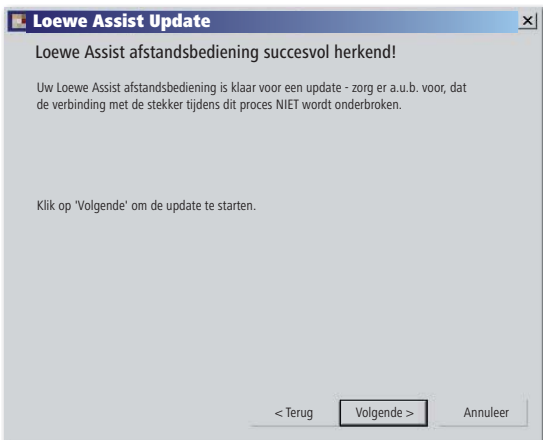 Loewe Assist Update
Loewe Assist afstandsbediening succesvol herkend!
Uw Loewe Assist afstandsbediening is klaar voor een update - zorg er a.u.b. voor, dat
de verbinding met de stekker tijdens dit proces NIET wordt onderbroken.
Klik op 'Volgende' om de update te starten.
< Terug
Volgende >
Annuleer